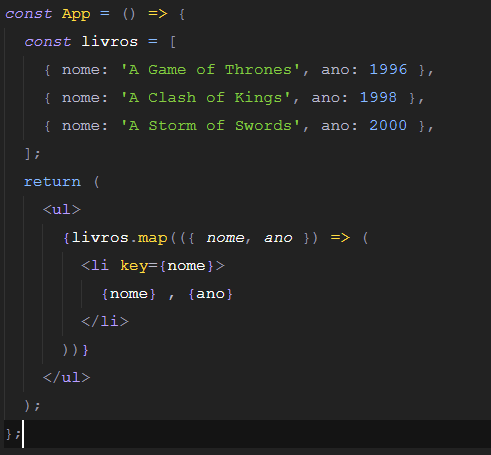 const App = () => {
  const livros = [
    { nome: 'A Game of Thrones', ano: 1996 },
    { nome: 'A Clash of Kings', ano: 1998 },
    { nome: 'A Storm of Swords', ano: 2000 },
  ];
  return (
    <ul>
      {livros.map(({ nome, ano }) => (
        <li key={nome}>
          {nome} , {ano}
        </li>
      ))}
    </ul>
  );
};